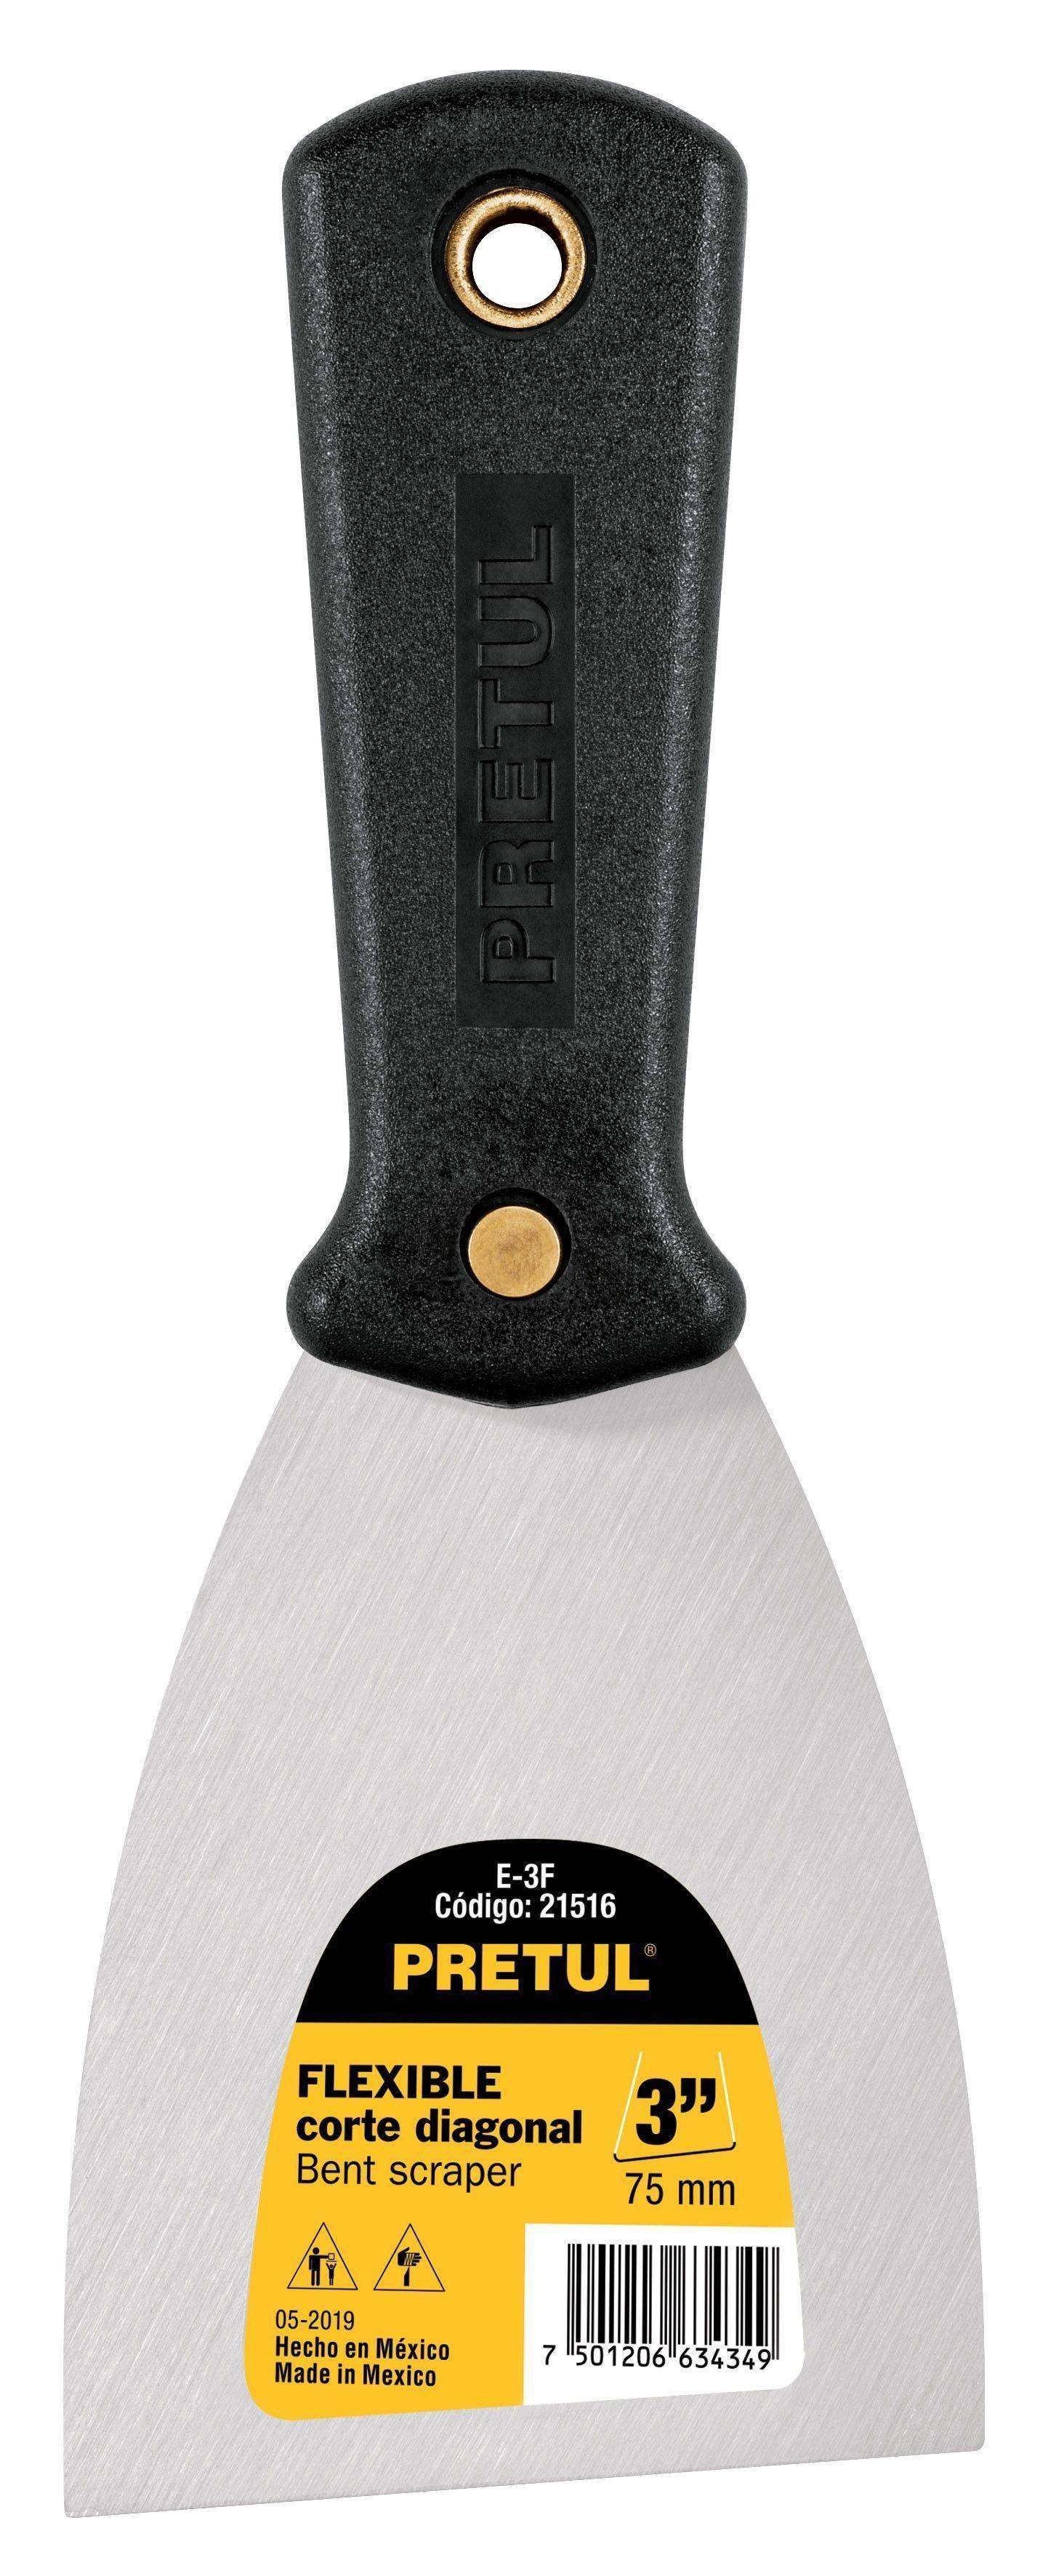 PRETUL
E-3F
Código: 21516
PRETUL®
FLEXIBLE
corte diagonal
Bent scraper
3”
75 mm
05-2019
Hecho en México
Made in Mexico
7 501206 634349